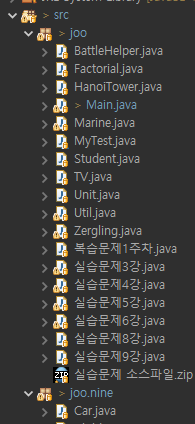 > src
> joo
BattleHelper.java
Factorial.java
HanoiTower.java
> Main.java
Marine.java
MyTest.java
Student.java
TV.java
Unit.java
Util.java
Zergling.java
복습문제1주차.java
실습문제3강.java
실습문제4강.java
실습문제5강.java
실습문제6강.java
실습문제8강.java
실습문제9강.java
실습문제 소스파일.zip
> joo.nine
Car.java